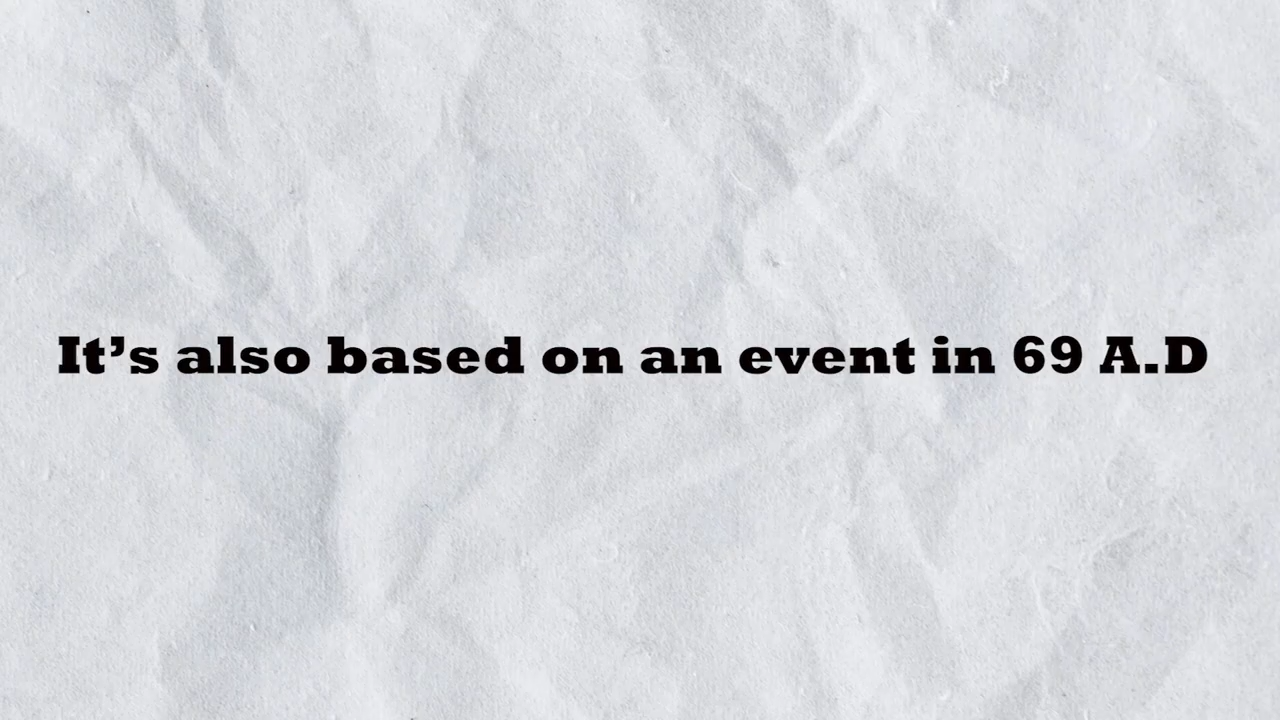 It’s also based on an event in 69 A.D